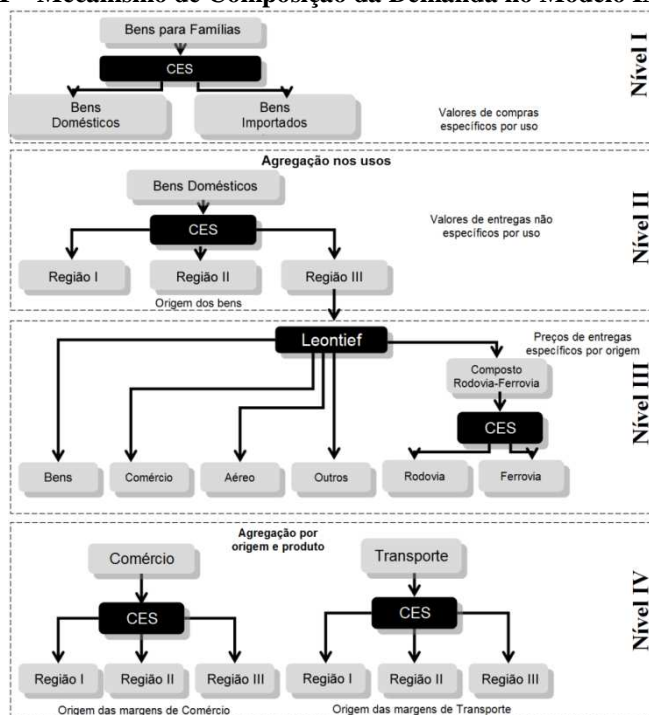 Mecanismo de Composição da Demanda no Modelo
Bens para Famílias
CES
Bens
Domésticos
Bens
Importados
Valores de compras
específicos por uso
Nível I
Agregação nos usos
Bens Domésticos
CES
Valores de entregas não
específicos por uso
Região I
Região II
Região III
Origem dos bens
Nível II
Leontief
Preços de entregas
específicos por origem
Composto
Rodovia-Ferrovia
CES
Bens
Comércio
Aéreo
Outros
Rodovia
Ferrovia
Nível III
Agregação por
origem e produto
Comércio
Transporte
CES
CES
Região I
Região II
Região III
Região I
Região II
Região III
Origem das margens de Comércio
Origem das margens de Transporte
Nível IV